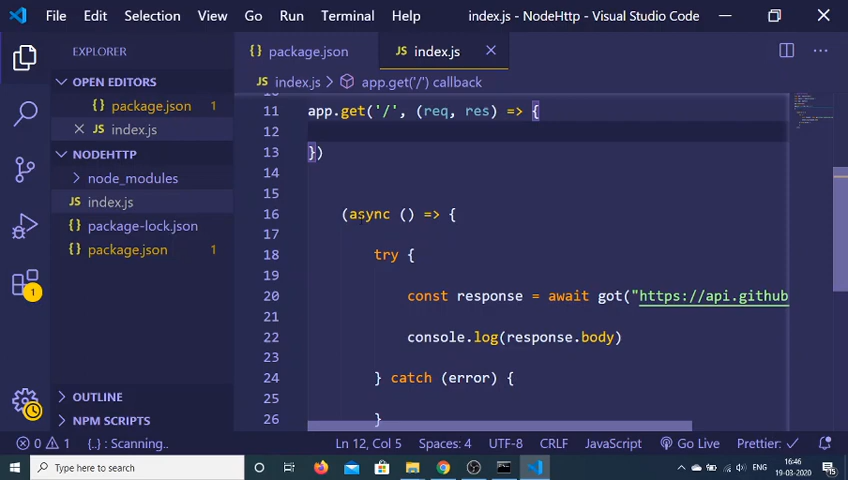 File Edit Selection View Go Run Terminal Help index.js - NodeHttp - Visual Studio Code
EXPLORER
OPEN EDITORS
{} package.json 1
JS index.js
NODEHTTP
node_modules
JS index.js
{} package-lock.json
{} package.json 1
OUTLINE
NPM SCRIPTS
1
{} package.json JS index.js
JS index.js > app.get('/') callback
11 app.get('/', (req, res) => {
12
13 })
14
15
16 (async () => {
17
18 try {
19
20 const response = await got("https://api.github
21
22 console.log(response.body)
23
24 } catch (error) {
25
26 }
0 1 {..} : Scanning.. Ln 12, Col 5 Spaces: 4 UTF-8 CRLF JavaScript Go Live Prettier: ✓
Type here to search
ENG
16:46
19-03-2020
15